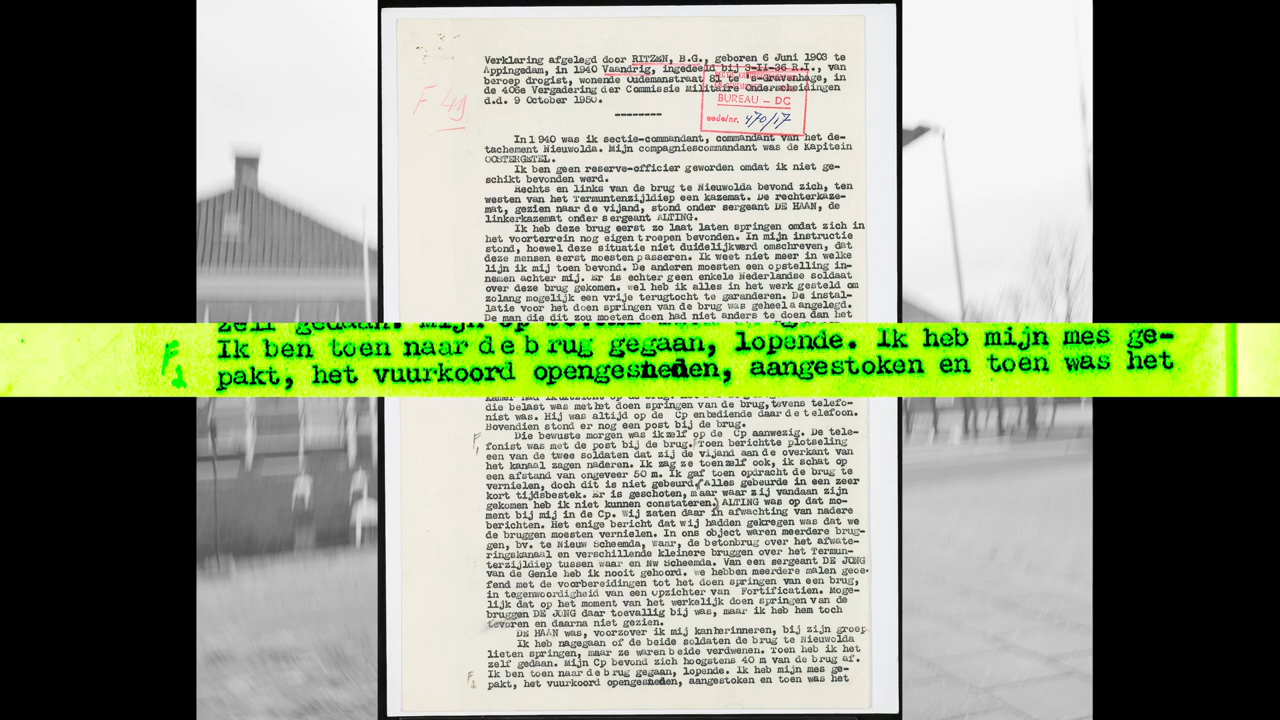 Verklaring afgelegd door RITZEN, B.G., geboren 6 Juni 1903 te
Appingedam, in 1940 Vaandrig, ingedeeld bij 3-II-36 R.I., van
beroep drogist, wonende Oudemanstraat 81 te 's-Gravenhage, in
de 406e Vergadering der Commissie Militaire Onderscheidingen
d.d. 9 October 1950.
F 49
BUREAU - DG
code/nr. 470/17
--------
In 1940 was ik sectie-commandant, commandant van het de-
tachement Nieuwolda. Mijn compagniescommandant was de Kapitein
OOSTERGETEL.
Ik ben geen reserve-officier geworden omdat ik niet ge-
schikt bevonden werd.
Rechts en links van de brug te Nieuwolda bevond zich, ten
westen van het Termuntenzijldiep een kazemat. De rechterkaze-
mat, gezien naar de vijand, stond onder sergeant DE HAAN, de
linkerkazemat onder sergeant ALTING.
Ik heb deze brug eerst zo laat laten springen omdat zich in
het voorterrein nog eigen troepen bevonden. In mijn instructie
stond, hoewel deze situatie niet duidelijk werd omschreven, dat
deze mensen eerst moesten passeren. Ik weet niet meer in welke
lijn ik mij toen bevond. De anderen moesten een opstelling in-
nemen achter mij. Er is echter geen enkele Nederlandse soldaat
over deze brug gekomen. Wel heb ik alles in het werk gesteld om
zolang mogelijk een vrije terugtocht te garanderen. De instal-
latie voor het doen springen van de brug was geheel aangelegd.
De man die dit zou moeten doen had niet anders te doen dan het
zelf gedaan. Mijn Cp
F
1
Ik ben toen naar de brug gegaan, lopende. Ik heb mijn mes ge-
pakt, het vuurkoord opengesneden, aangestoken en toen was het
die belast was met het doen springen van de brug, tevens telefo-
nist was. Hij was altijd op de Cp en bediende daar de telefoon.
Bovendien stond er nog een post bij de brug.
Die bewuste morgen was ik zelf op de Cp aanwezig. De tele-
fonist was met de post bij de brug. Toen berichtte plotseling
een van de twee soldaten dat zij de vijand aan de overkant van
het kanaal zagen naderen. Ik zag ze toen zelf ook, ik schat op
een afstand van ongeveer 50 m. Ik gaf toen opdracht de brug te
vernielen, doch dit is niet gebeurd. Alles gebeurde in een zeer
kort tijdsbestek. Er is geschoten, maar waar zij vandaan zijn
gekomen heb ik niet kunnen constateren. ALTING was op dat mo-
ment bij mij in de Cp. Wij zaten daar in afwachting van nadere
berichten. Het enige bericht dat wij hadden gekregen was dat we
de bruggen moesten vernielen. In ons object waren meerdere brug-
gen, bv. te Nieuw Scheemda, Waar, de betonbrug over het afwate-
ringskanaal en verschillende kleinere bruggen over het Termun-
terzijldiep tussen Waar en Nw Scheemda. Van een sergeant DE JONG
van de Genie heb ik nooit gehoord. We hebben meerdere malen geoe-
fend met de voorbereidingen tot het doen springen van een brug,
in tegenwoordigheid van een opzichter van Fortificatien. Moge-
lijk dat op het moment van het werkelijk doen springen van de
bruggen DE JONG daar toevallig bij was, maar ik heb hem toch
tevoren en daarna niet gezien.
DE HAAN was, voorzover ik mij kan herinneren, bij zijn groep.
Ik heb nagegaan of de beide soldaten de brug te Nieuwolda
lieten springen, maar ze waren beide verdwenen. Toen heb ik het
zelf gedaan. Mijn Cp bevond zich hoogstens 40 m van de brug af.
Ik ben toen naar de brug gegaan, lopende. Ik heb mijn mes ge-
pakt, het vuurkoord opengesneden, aangestoken en toen was het